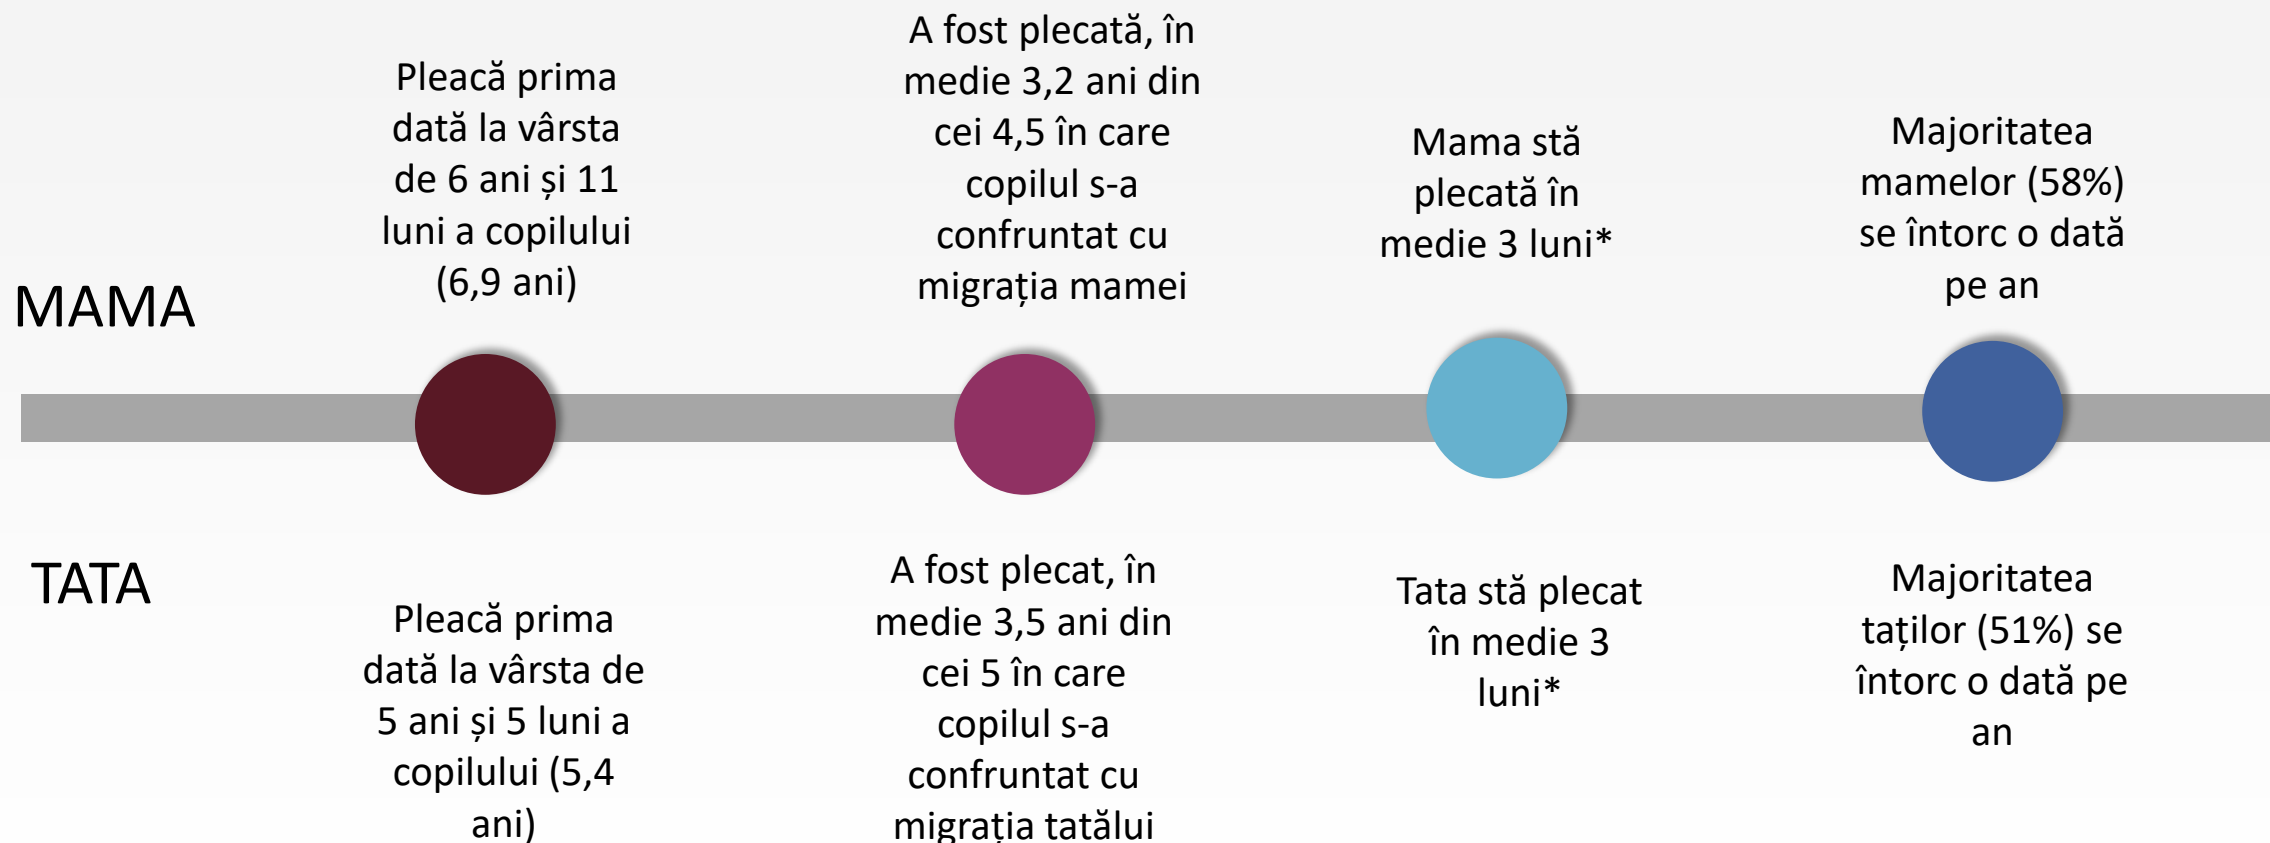 MAMA
Pleacă prima
dată la vârsta
de 6 ani și 11
luni a copilului
(6,9 ani)
A fost plecată, în
medie 3,2 ani din
cei 4,5 în care
copilul s-a
confruntat cu
migrația mamei
Mama stă
plecată în
medie 3 luni*
Majoritatea
mamelor (58%)
se întorc o dată
pe an
TATA
Pleacă prima
dată la vârsta de
5 ani și 5 luni a
copilului (5,4
ani)
A fost plecat, în
medie 3,5 ani din
cei 5 în care
copilul s-a
confruntat cu
migrația tatălui
Tata stă plecat
în medie 3
luni*
Majoritatea
taților (51%) se
întorc o dată pe
an